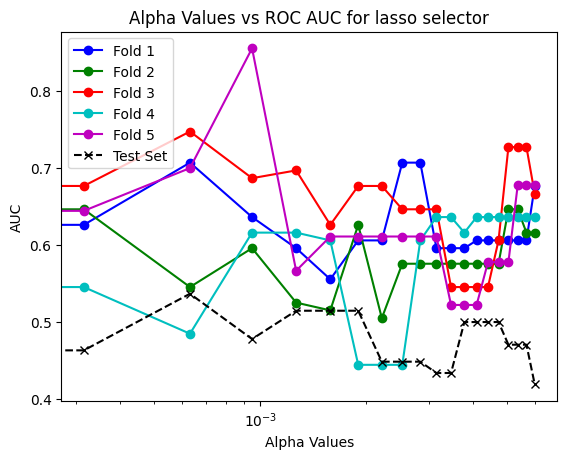 Alpha Values vs ROC AUC for lasso selector
Fold 1
Fold 2
Fold 3
Fold 4
Fold 5
Test Set
0.8
0.7
0.6
0.5
0.4
AUC
10⁻³
Alpha Values